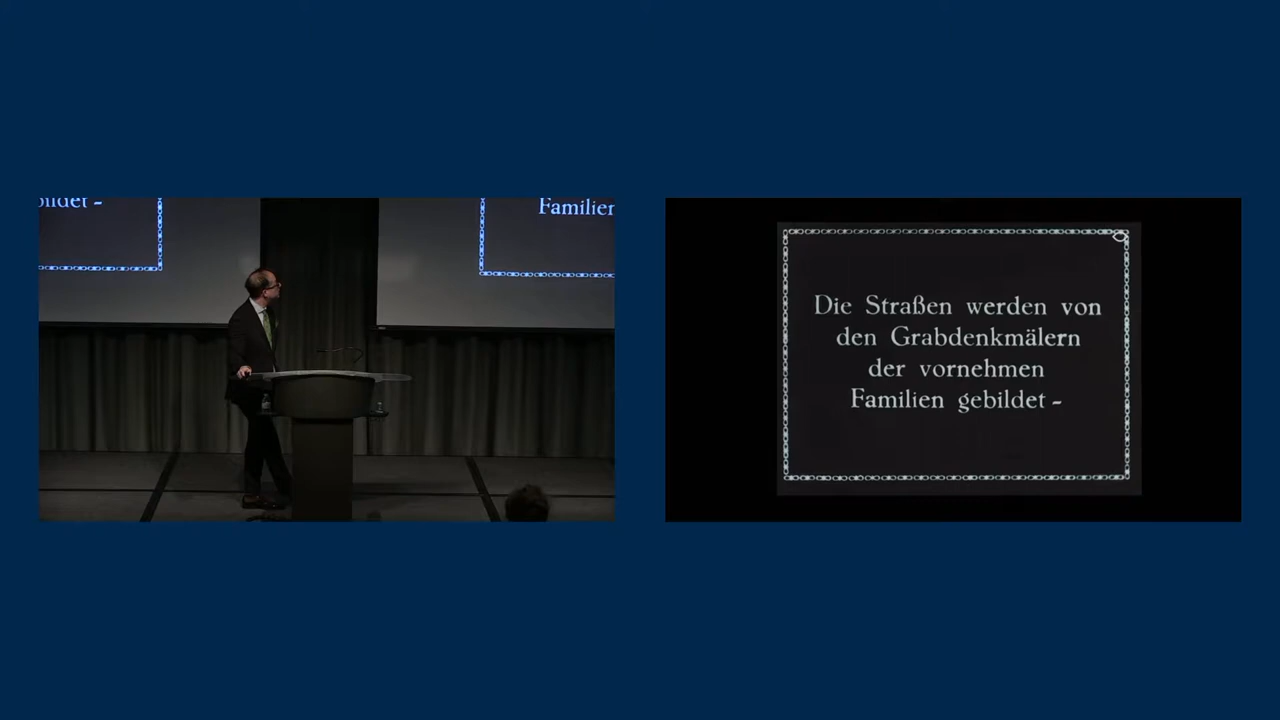 bildet -
Familien
Die Straßen werden von
den Grabdenkmälern
der vornehmen
Familien gebildet -